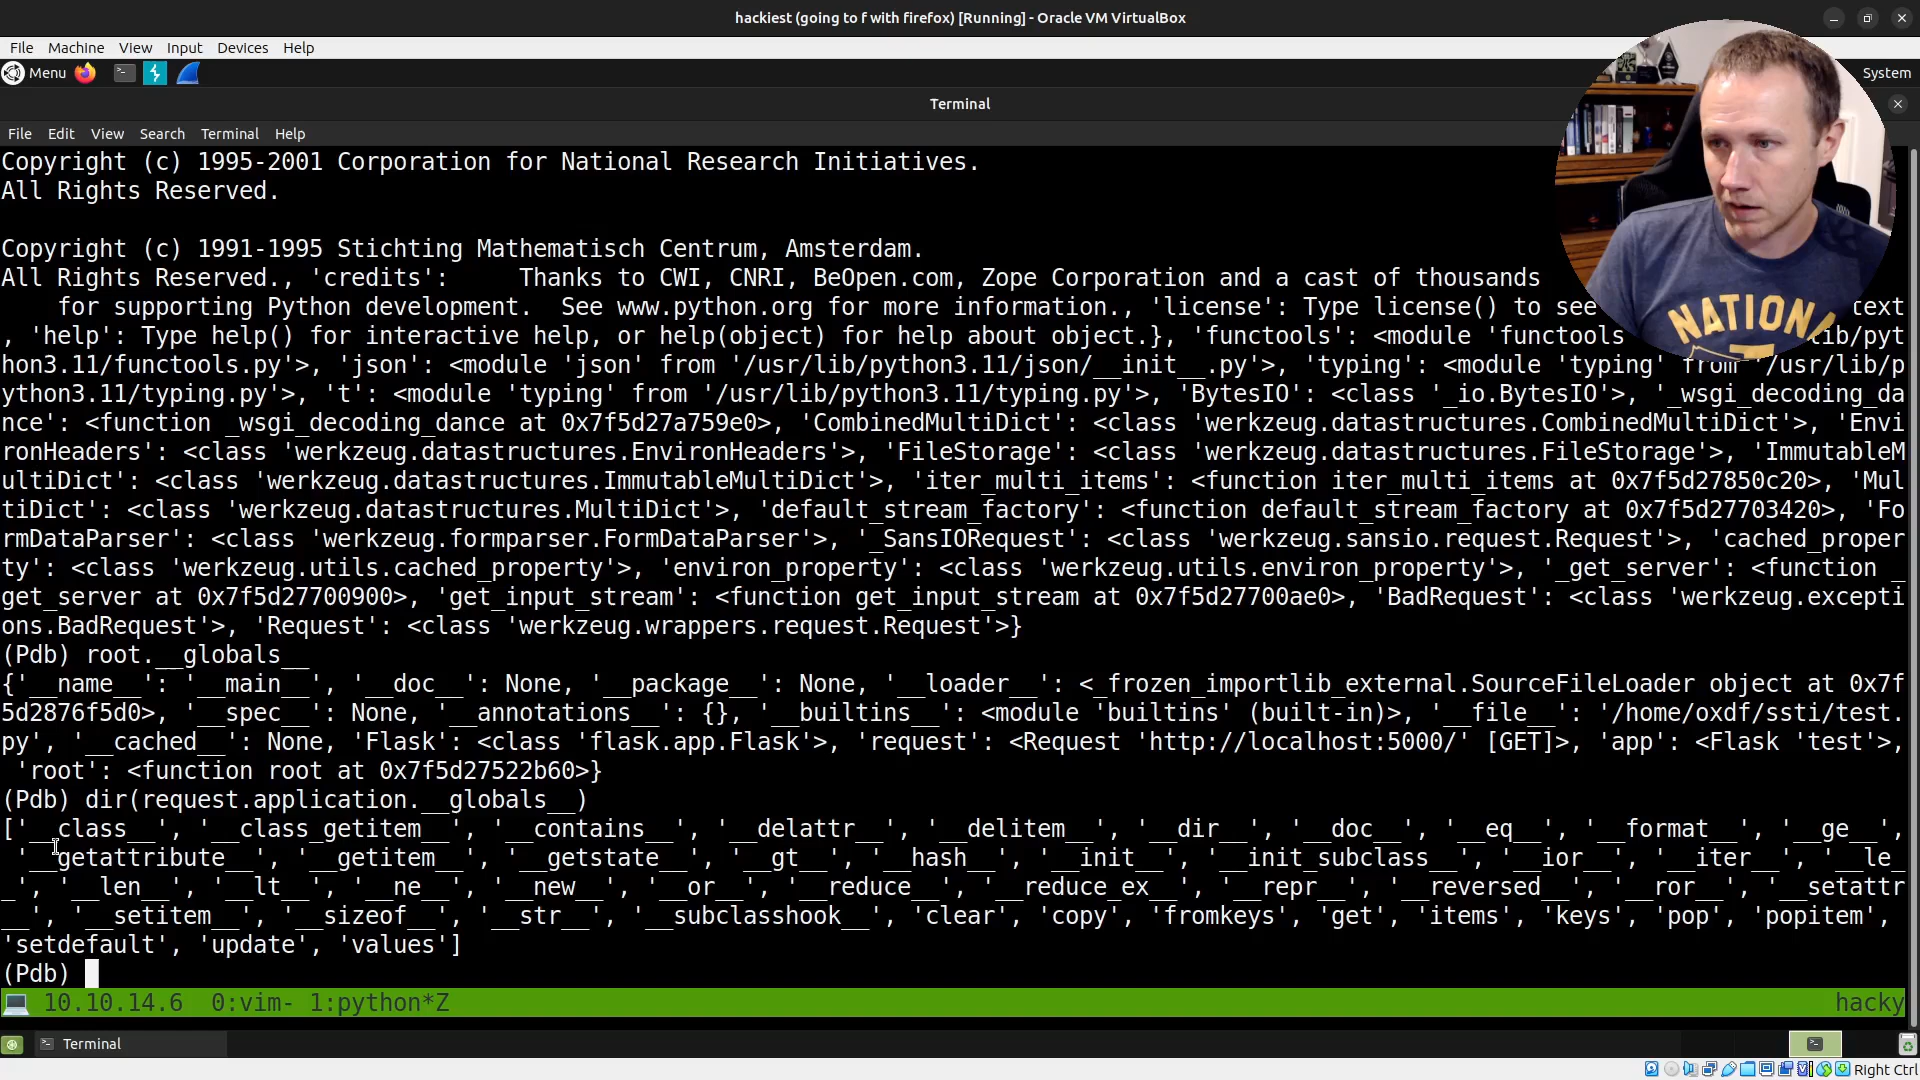 hackiest (going to f with firefox) [Running] - Oracle VM VirtualBox
File Machine View Input Devices Help
Menu System
Terminal
File Edit View Search Terminal Help
Copyright (c) 1995-2001 Corporation for National Research Initiatives.
All Rights Reserved.
Copyright (c) 1991-1995 Stichting Mathematisch Centrum, Amsterdam.
All Rights Reserved., 'credits':    Thanks to CWI, CNRI, BeOpen.com, Zope Corporation and a cast of thousands
    for supporting Python development.  See www.python.org for more information., 'license': Type license() to see text
, 'help': Type help() for interactive help, or help(object) for help about object.}, 'functools': <module 'functools lib/pyt
hon3.11/functools.py'>, 'json': <module 'json' from '/usr/lib/python3.11/json/__init__.py'>, 'typing': <module 'typing' from '/usr/lib/p
ython3.11/typing.py'>, 't': <module 'typing' from '/usr/lib/python3.11/typing.py'>, 'BytesIO': <class '_io.BytesIO'>, '_wsgi_decoding_da
nce': <function _wsgi_decoding_dance at 0x7f5d27a759e0>, 'CombinedMultiDict': <class 'werkzeug.datastructures.CombinedMultiDict'>, 'Envi
ronHeaders': <class 'werkzeug.datastructures.EnvironHeaders'>, 'FileStorage': <class 'werkzeug.datastructures.FileStorage'>, 'ImmutableM
ultiDict': <class 'werkzeug.datastructures.ImmutableMultiDict'>, 'iter_multi_items': <function iter_multi_items at 0x7f5d27850c20>, 'Mul
tiDict': <class 'werkzeug.datastructures.MultiDict'>, 'default_stream_factory': <function default_stream_factory at 0x7f5d27703420>, 'Fo
rmDataParser': <class 'werkzeug.formparser.FormDataParser'>, '_SansIORequest': <class 'werkzeug.sansio.request.Request'>, 'cached_proper
ty': <class 'werkzeug.utils.cached_property'>, 'environ_property': <class 'werkzeug.utils.environ_property'>, '_get_server': <function _
get_server at 0x7f5d27700900>, 'get_input_stream': <function get_input_stream at 0x7f5d27700ae0>, 'BadRequest': <class 'werkzeug.excepti
ons.BadRequest'>, 'Request': <class 'werkzeug.wrappers.request.Request'>}
(Pdb) root.__globals__
{'__name__': '__main__', '__doc__': None, '__package__': None, '__loader__': <_frozen_importlib_external.SourceFileLoader object at 0x7f
5d2876f5d0>, '__spec__': None, '__annotations__': {}, '__builtins__': <module 'builtins' (built-in)>, '__file__': '/home/oxdf/ssti/test.
py', '__cached__': None, 'Flask': <class 'flask.app.Flask'>, 'request': <Request 'http://localhost:5000/' [GET]>, 'app': <Flask 'test'>,
 'root': <function root at 0x7f5d27522b60>}
(Pdb) dir(request.application.__globals__)
['__class__', '__class_getitem__', '__contains__', '__delattr__', '__delitem__', '__dir__', '__doc__', '__eq__', '__format__', '__ge__',
 '__getattribute__', '__getitem__', '__getstate__', '__gt__', '__hash__', '__init__', '__init_subclass__', '__ior__', '__iter__', '__le_
_', '__len__', '__lt__', '__ne__', '__new__', '__or__', '__reduce__', '__reduce_ex__', '__repr__', '__reversed__', '__ror__', '__setattr
__', '__setitem__', '__sizeof__', '__str__', '__subclasshook__', 'clear', 'copy', 'fromkeys', 'get', 'items', 'keys', 'pop', 'popitem',
'setdefault', 'update', 'values']
(Pdb)
10.10.14.6  0:vim- 1:python*Z hacky
Terminal
Right Ctrl
NATIONA